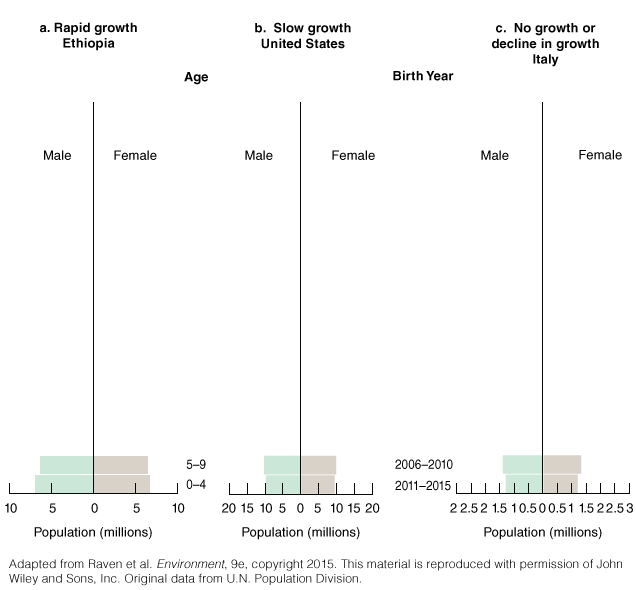 a. Rapid growth
Ethiopia
b. Slow growth
United States
c. No growth or
decline in growth
Italy
Age
Birth Year
Male
Female
Male
Female
Male
Female
5–9
2006–2010
0–4
2011–2015
10 5 0 5 10
20 10 5 0 5 10 20
2 2.5 2 1.5 1 0.5 0 0.5 1 1.5 2 2.5 3
Population (millions)
Population (millions)
Population (millions)
Adapted from Raven et al. Environment, 9e, copyright 2015. This material is reproduced with permission of John
Wiley and Sons, Inc. Original data from U.N. Population Division.